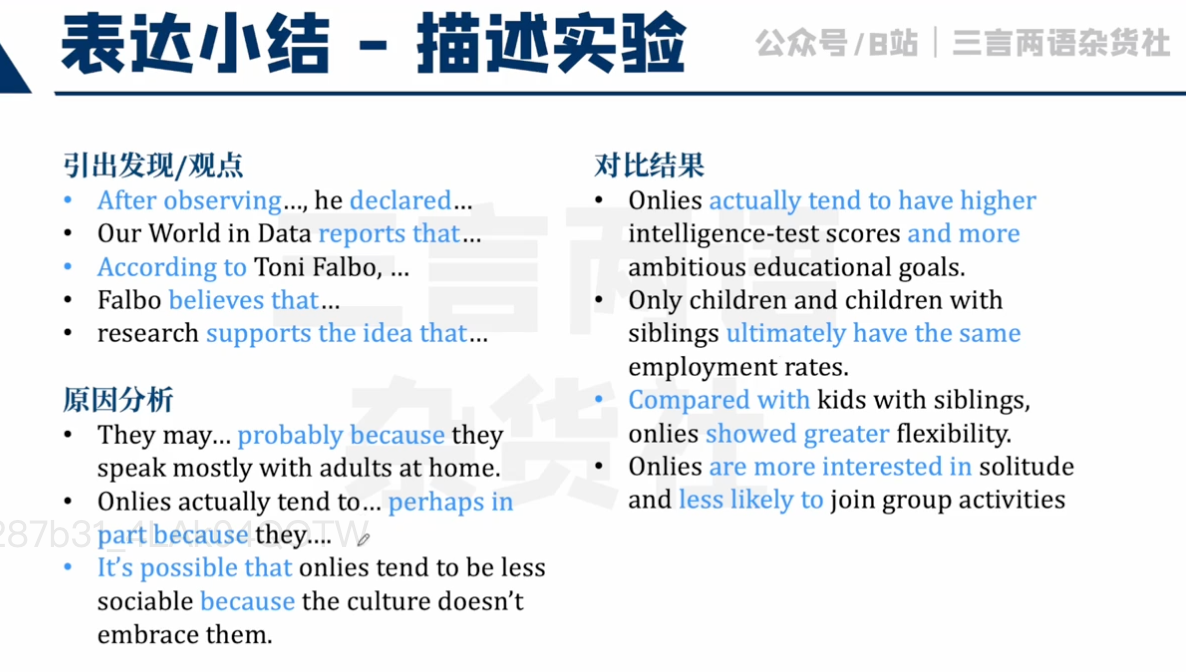 表达小结 - 描述实验
公众号/B站｜三言两语杂货社
引出发现/观点
• After observing…, he declared…
• Our World in Data reports that…
• According to Toni Falbo, …
• Falbo believes that…
• research supports the idea that…
原因分析
• They may… probably because they
speak mostly with adults at home.
• Onlies actually tend to… perhaps in
part because they….
• It’s possible that onlies tend to be less
sociable because the culture doesn’t
embrace them.
对比结果
• Onlies actually tend to have higher
intelligence-test scores and more
ambitious educational goals.
• Only children and children with
siblings ultimately have the same
employment rates.
• Compared with kids with siblings,
onlies showed greater flexibility.
• Onlies are more interested in solitude
and less likely to join group activities
三言两语
杂货社